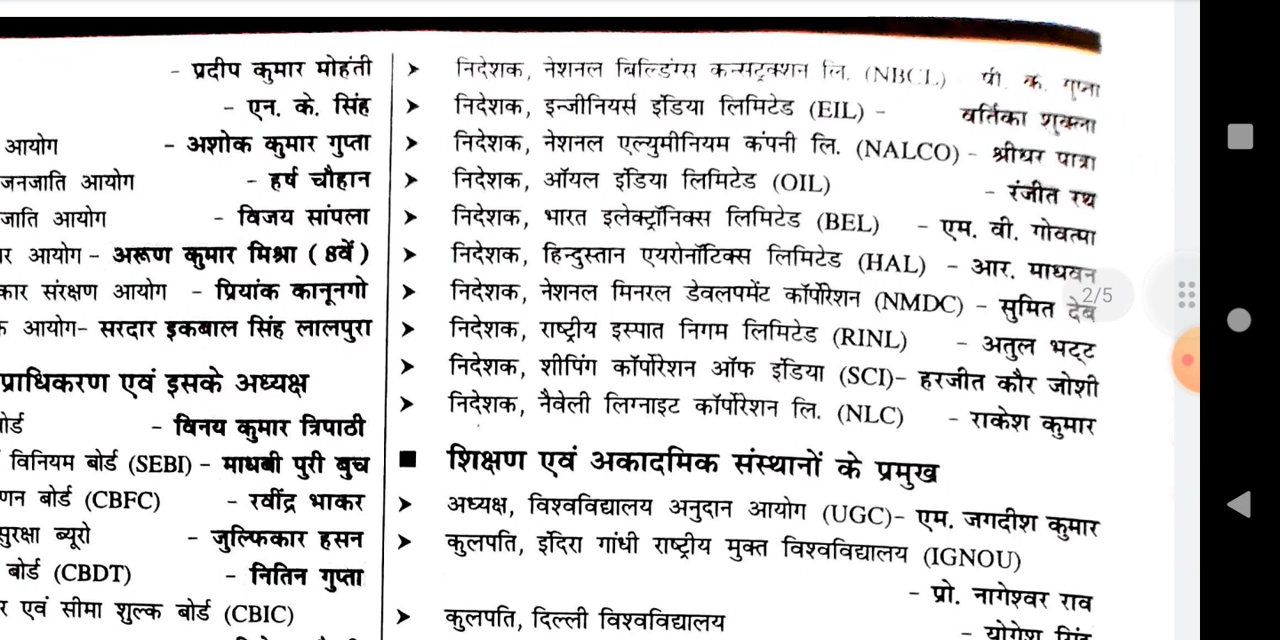 - प्रदीप कुमार मोहंती
- एन. के. सिंह
आयोग - अशोक कुमार गुप्ता
जनजाति आयोग - हर्ष चौहान
जाति आयोग - विजय सांपला
आयोग - अरूण कुमार मिश्रा ( 8वें )
संरक्षण आयोग - प्रियांक कानूनगो
आयोग- सरदार इकबाल सिंह लालपुरा
प्राधिकरण एवं इसके अध्यक्ष
- विनय कुमार त्रिपाठी
विनियम बोर्ड (SEBI) - माधबी पुरी बुच
बोर्ड (CBFC) - रवींद्र भाकर
सुरक्षा ब्यूरो - जुल्फिकार हसन
बोर्ड (CBDT) - नितिन गुप्ता
एवं सीमा शुल्क बोर्ड (CBIC)
➤ निदेशक, नेशनल बिल्डिंग्स कन्सट्रक्शन लि. (NBCL) पी. के. गुप्ता
➤ निदेशक, इन्जीनियर्स इंडिया लिमिटेड (EIL) - वर्तिका शुक्ला
➤ निदेशक, नेशनल एल्युमीनियम कंपनी लि. (NALCO) - श्रीधर पात्रा
➤ निदेशक, ऑयल इंडिया लिमिटेड (OIL) - रंजीत रथ
➤ निदेशक, भारत इलेक्ट्रॉनिक्स लिमिटेड (BEL) - एम. वी. गोवत्मा
➤ निदेशक, हिन्दुस्तान एयरोनॉटिक्स लिमिटेड (HAL) - आर. माधवन
➤ निदेशक, नेशनल मिनरल डेवलपमेंट कॉर्पोरेशन (NMDC) - सुमित देब
2/5
➤ निदेशक, राष्ट्रीय इस्पात निगम लिमिटेड (RINL) - अतुल भट्ट
➤ निदेशक, शीपिंग कॉर्पोरेशन ऑफ इंडिया (SCI)- हरजीत कौर जोशी
➤ निदेशक, नैवेली लिग्नाइट कॉर्पोरेशन लि. (NLC) - राकेश कुमार
■ शिक्षण एवं अकादमिक संस्थानों के प्रमुख
➤ अध्यक्ष, विश्वविद्यालय अनुदान आयोग (UGC)- एम. जगदीश कुमार
➤ कुलपति, इंदिरा गांधी राष्ट्रीय मुक्त विश्वविद्यालय (IGNOU)
- प्रो. नागेश्वर राव
➤ कुलपति, दिल्ली विश्वविद्यालय
- योगेश